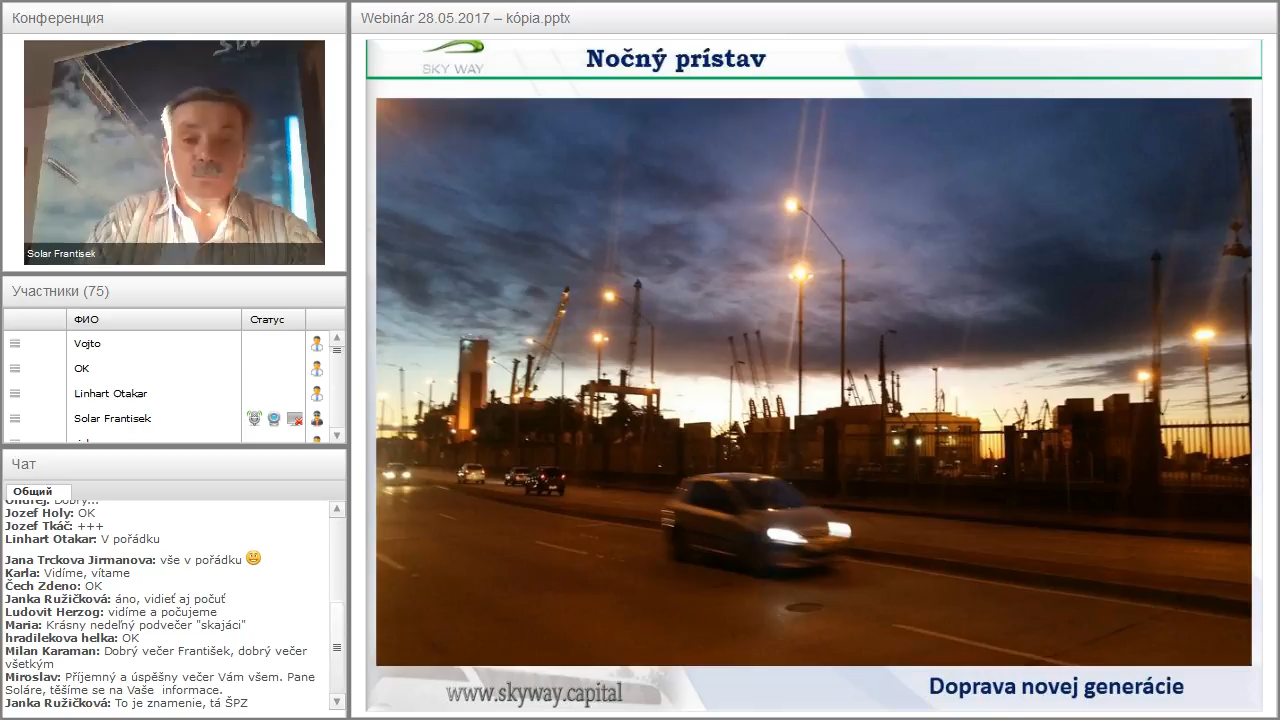 Конференция
Solar Frantisek
Участники (75)
ФИО Статус
Vojto
OK
Linhart Otakar
Solar Frantisek
Чат
Общий
Ondrej: Dobrý...
Jozef Holy: OK
Jozef Tkáč: +++
Linhart Otakar: V pořádku
Jana Trckova Jirmanova: vše v pořádku
Karla: Vidíme, vítame
Čech Zdeno: OK
Janka Ružičková: áno, vidieť aj počuť
Ludovit Herzog: vidíme a počujeme
Maria: Krásny nedeľný podvečer "skajáci"
hradilekova helka: OK
Milan Karaman: Dobrý večer František, dobrý večer
všetkým
Miroslav: Příjemný a úspěšny večer Vám všem. Pane
Soláre, těšíme se na Vaše informace.
Janka Ružičková: To je znamenie, tá ŠPZ
Webinár 28.05.2017 – kópia.pptx
SKY WAY
Nočný prístav
www.skyway.capital
Doprava novej generácie